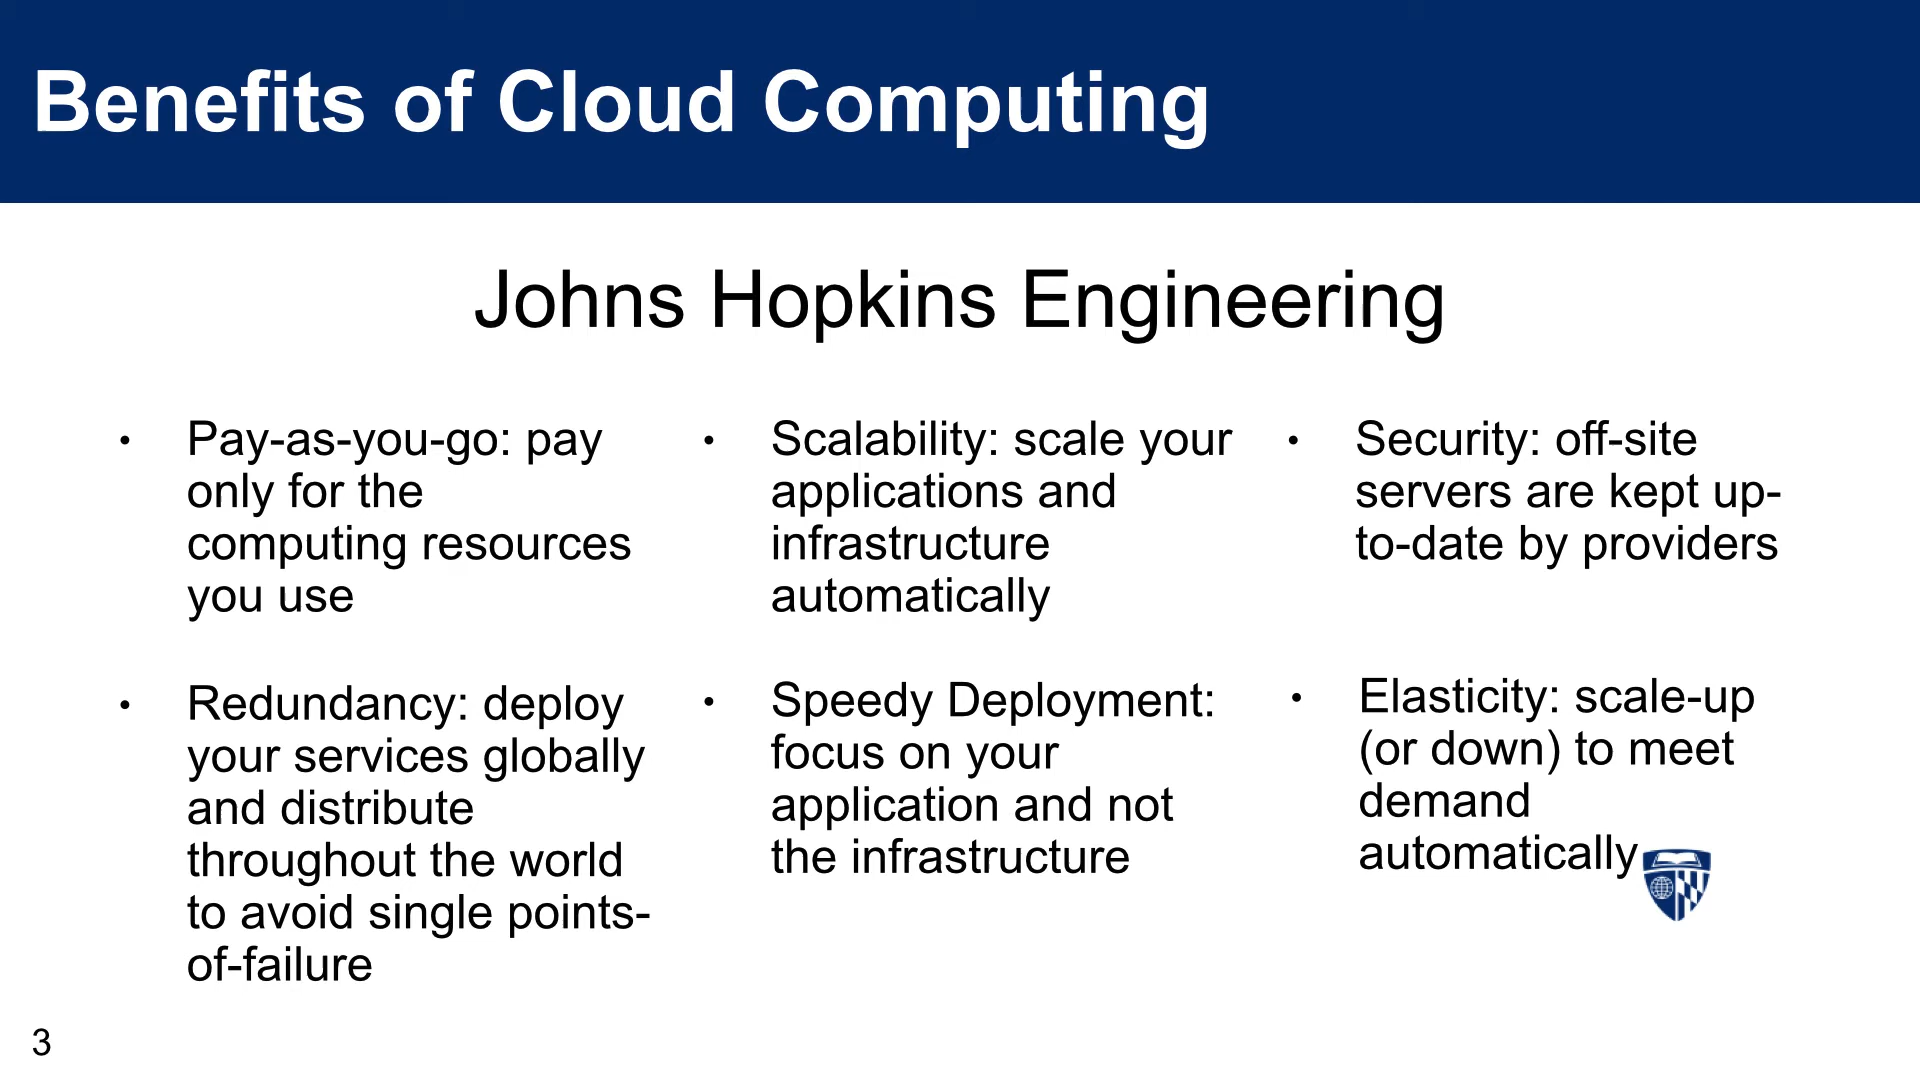 Benefits of Cloud Computing
Johns Hopkins Engineering
• Pay-as-you-go: pay
only for the
computing resources
you use
• Scalability: scale your
applications and
infrastructure
automatically
• Security: off-site
servers are kept up-
to-date by providers
• Redundancy: deploy
your services globally
and distribute
throughout the world
to avoid single points-
of-failure
• Speedy Deployment:
focus on your
application and not
the infrastructure
• Elasticity: scale-up
(or down) to meet
demand
automatically
3